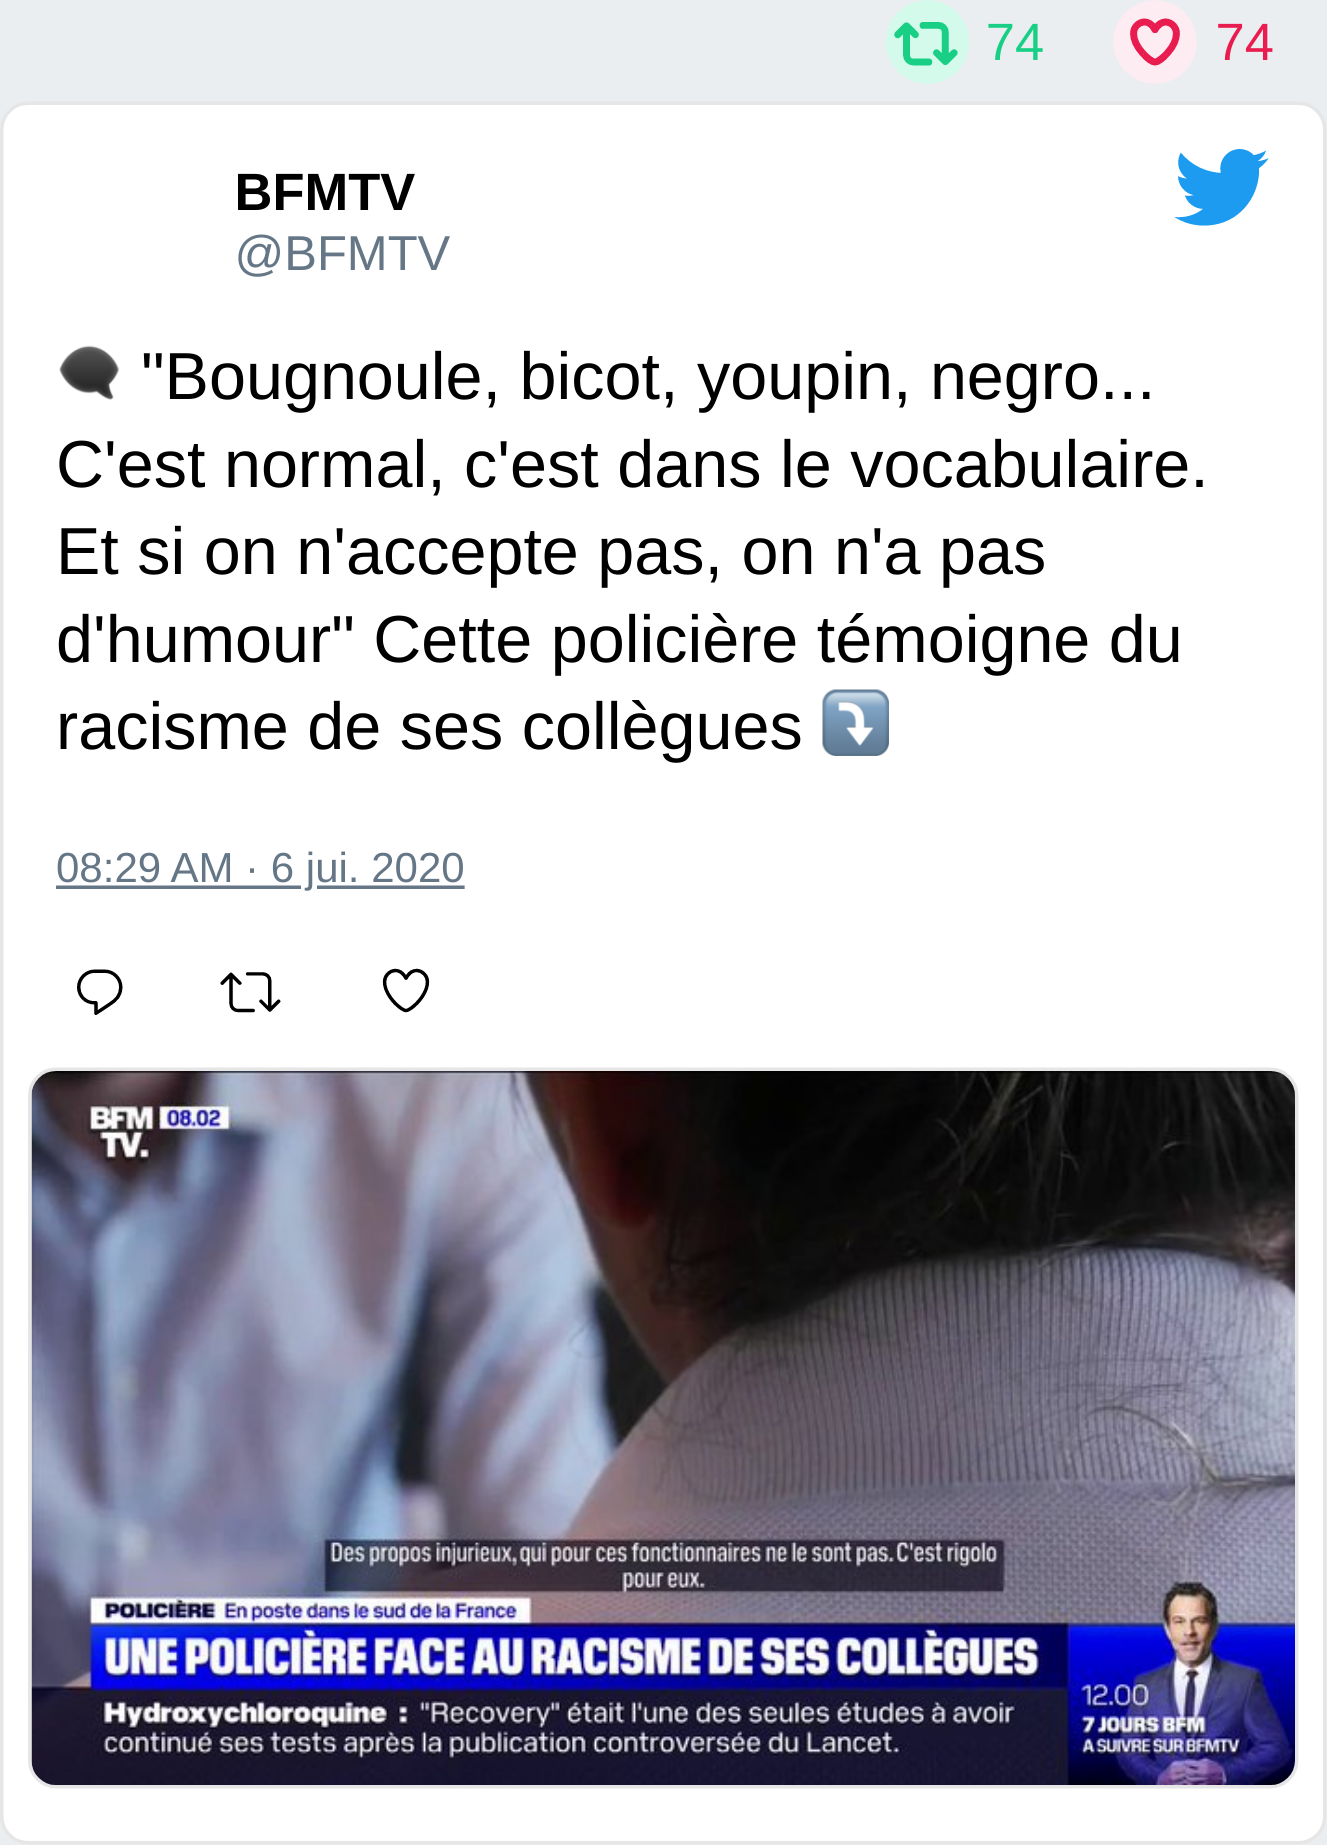 74 74
BFMTV
@BFMTV
🗨 "Bougnoule, bicot, youpin, negro...
C'est normal, c'est dans le vocabulaire.
Et si on n'accepte pas, on n'a pas
d'humour" Cette policière témoigne du
racisme de ses collègues ⤵
08:29 AM · 6 jui. 2020
BFM 08.02
TV.
Des propos injurieux, qui pour ces fonctionnaires ne le sont pas. C'est rigolo
pour eux.
POLICIÈRE En poste dans le sud de la France
UNE POLICIÈRE FACE AU RACISME DE SES COLLÈGUES
Hydroxychloroquine : "Recovery" était l'une des seules études à avoir
continué ses tests après la publication controversée du Lancet.
12.00
7 JOURS BFM
A SUIVRE SUR BFMTV